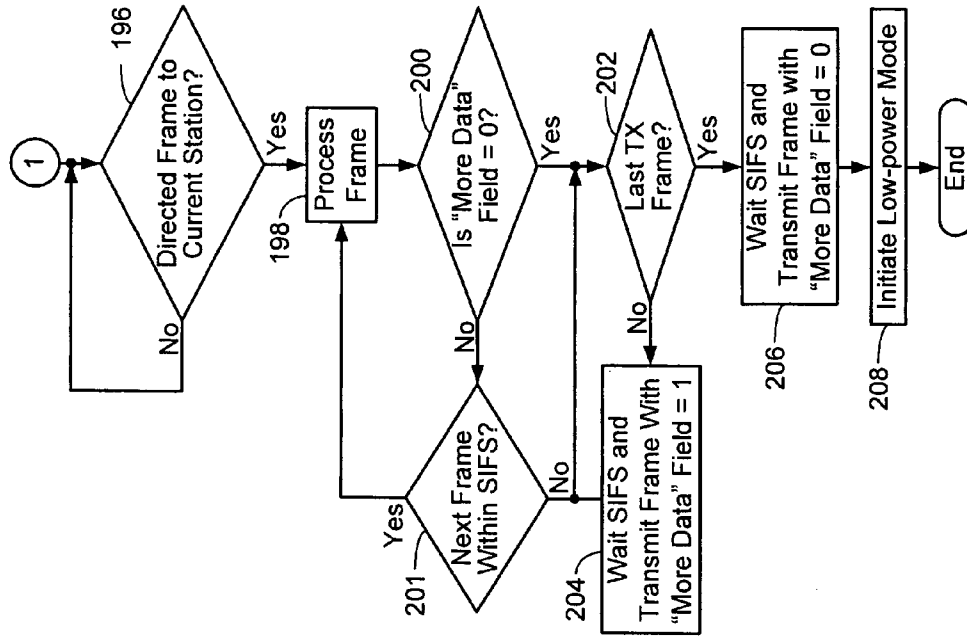 1
196
Directed Frame to
Current Station?
No
Yes
198
Process
Frame
200
Is "More Data"
Field = 0?
No
Yes
201
Next Frame
Within SIFS?
Yes
No
202
Last TX
Frame?
No
Yes
204
Wait SIFS and
Transmit Frame With
"More Data" Field = 1
206
Wait SIFS and
Transmit Frame with
"More Data" Field = 0
208
Initiate Low-power Mode
End